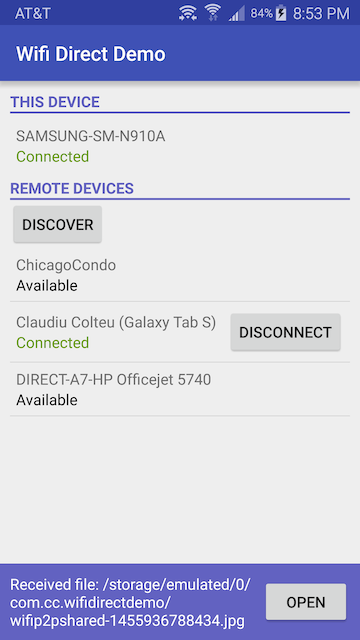 AT&T 84% 8:53 PM
Wifi Direct Demo
THIS DEVICE
SAMSUNG-SM-N910A
Connected
REMOTE DEVICES
DISCOVER
ChicagoCondo
Available
Claudiu Colteu (Galaxy Tab S)
Connected
DISCONNECT
DIRECT-A7-HP Officejet 5740
Available
Received file: /storage/emulated/0/
com.cc.wifidirectdemo/
wifip2pshared-1455936788434.jpg
OPEN